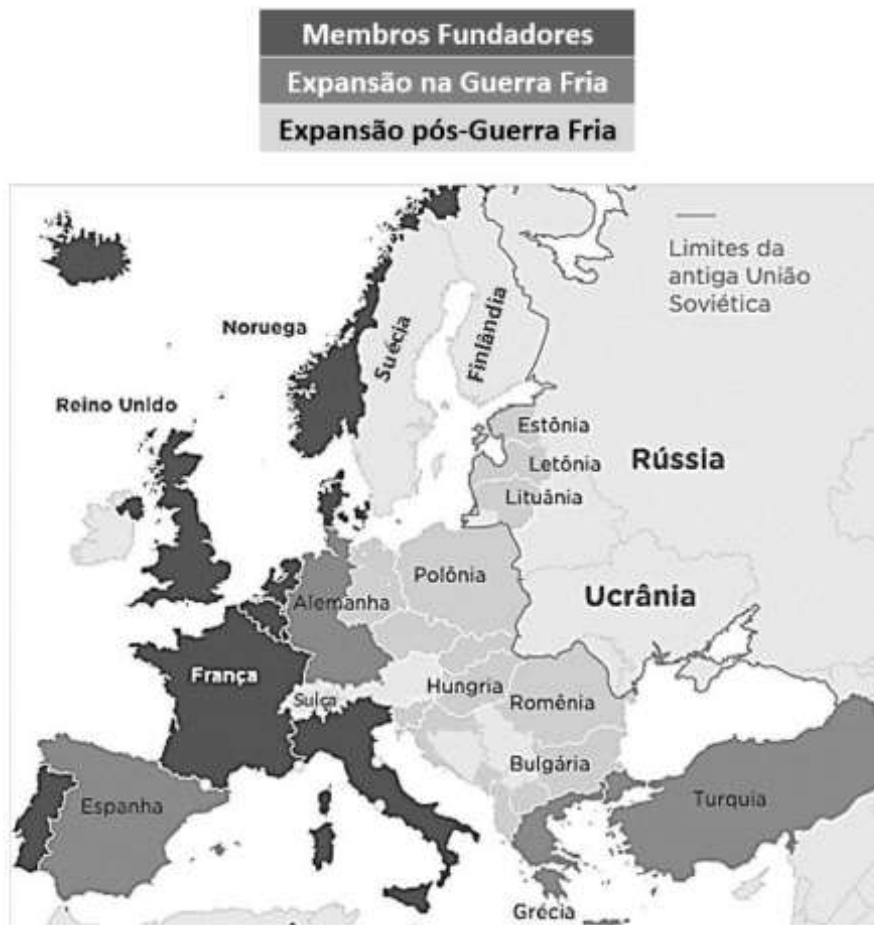 Membros Fundadores
Expansão na Guerra Fria
Expansão pós-Guerra Fria
Limites da
antiga União
Soviética
Noruega
Suécia
Finlândia
Reino Unido
Estônia
Letônia
Lituânia
Rússia
Polônia
Alemanha
Ucrânia
França
Suíça
Hungria
Romênia
Bulgária
Espanha
Turquia
Grécia